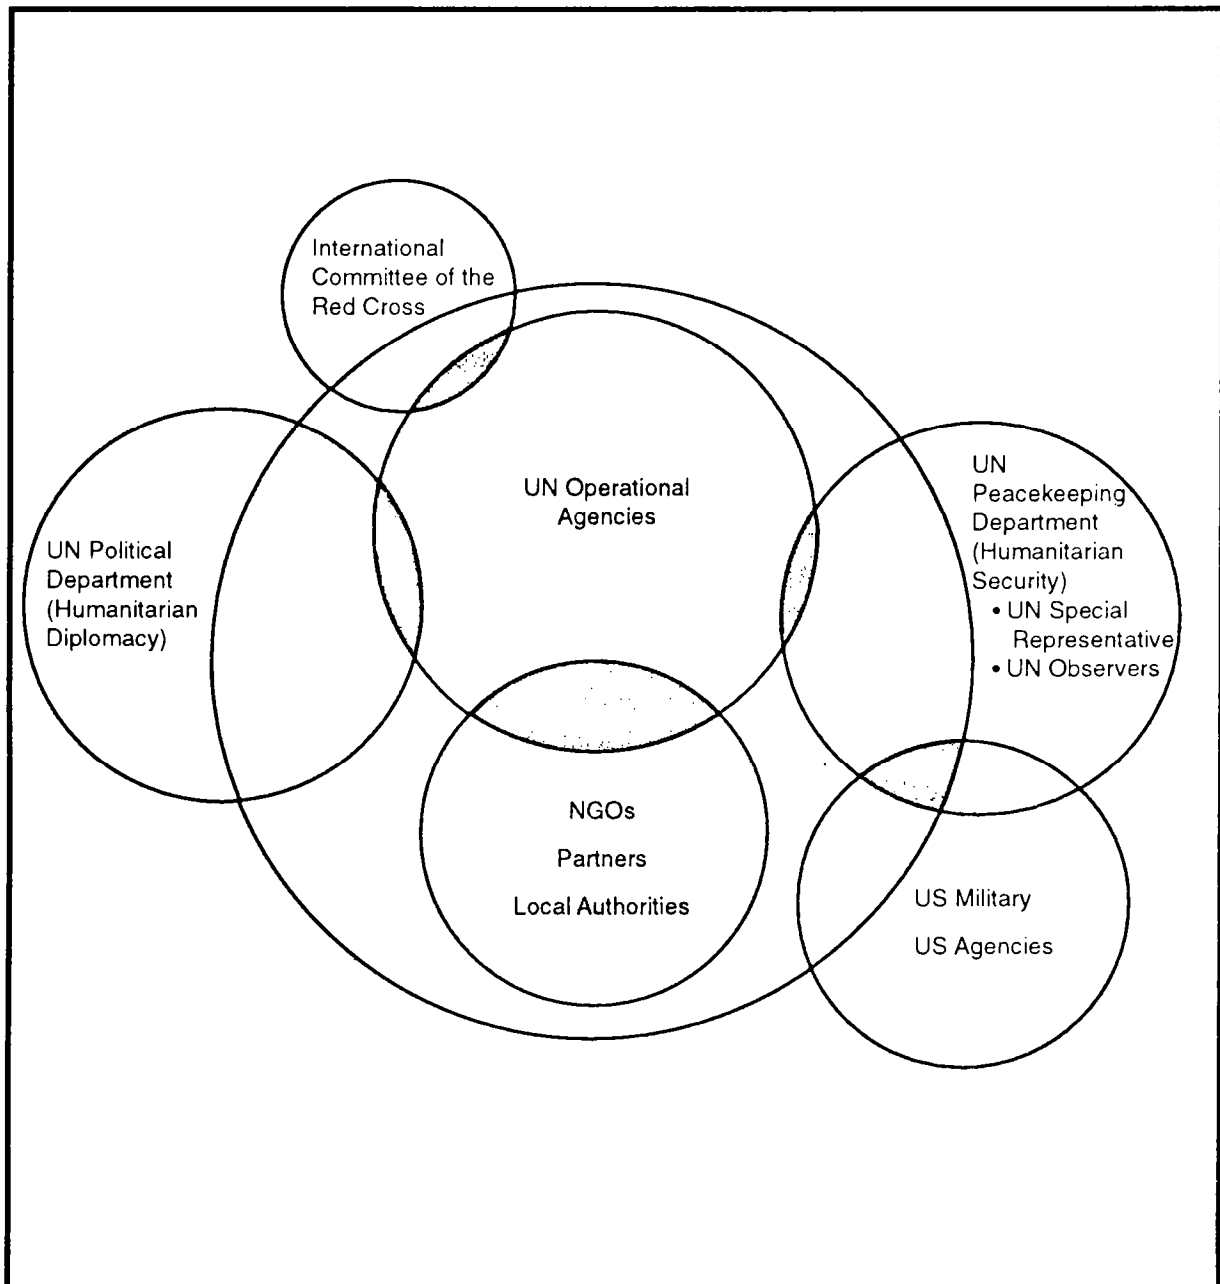 International
Committee of the
Red Cross
UN Operational
Agencies
UN Political
Department
(Humanitarian
Diplomacy)
UN
Peacekeeping
Department
(Humanitarian
Security)
• UN Special
Representative
• UN Observers
NGOs
Partners
Local Authorities
US Military
US Agencies